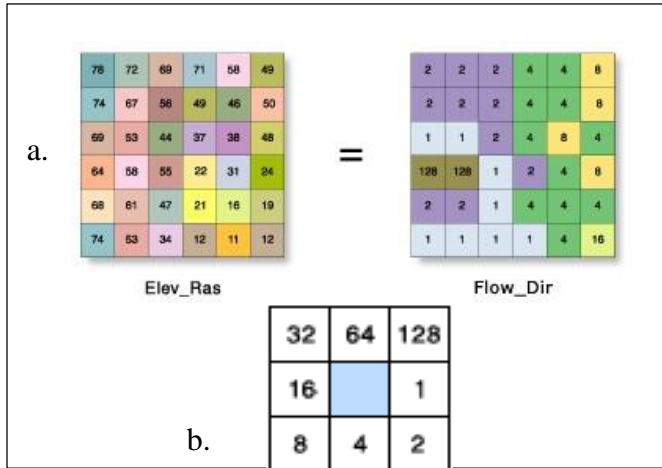 78 72 69 71 58 49
2 2 2 4 4 8
74 67 56 49 46 50
2 2 2 4 4 8
69 53 44 37 38 48
1 1 2 4 8 4
a.
=
64 58 55 22 31 24
128 128 1 2 4 8
68 61 47 21 16 19
2 2 1 4 4 4
74 53 34 12 11 12
1 1 1 1 4 16
Elev_Ras
Flow_Dir
32 64 128
16 1
b.
8 4 2